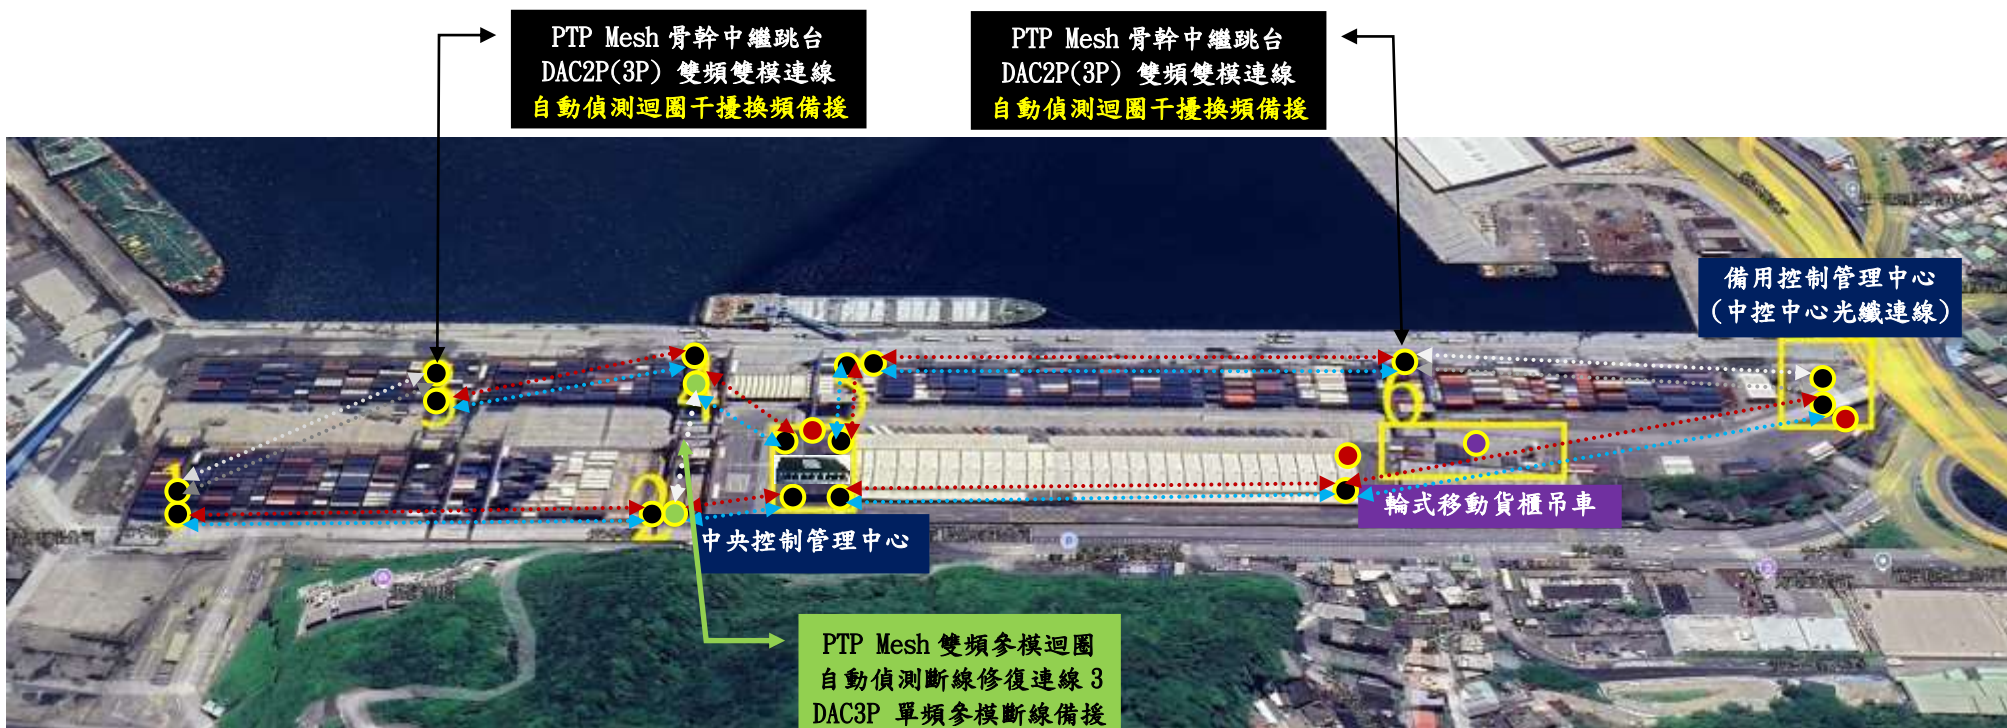 PTP Mesh 骨幹中繼跳台
DAC2P(3P) 雙頻雙模連線
自動偵測迴圈干擾換頻備援
PTP Mesh 骨幹中繼跳台
DAC2P(3P) 雙頻雙模連線
自動偵測迴圈干擾換頻備援
備用控制管理中心
(中控中心光纖連線)
3
4
5
6
1
2
輪式移動貨櫃吊車
中央控制管理中心
PTP Mesh 雙頻參模迴圈
自動偵測斷線修復連線 3
DAC3P 單頻參模斷線備援